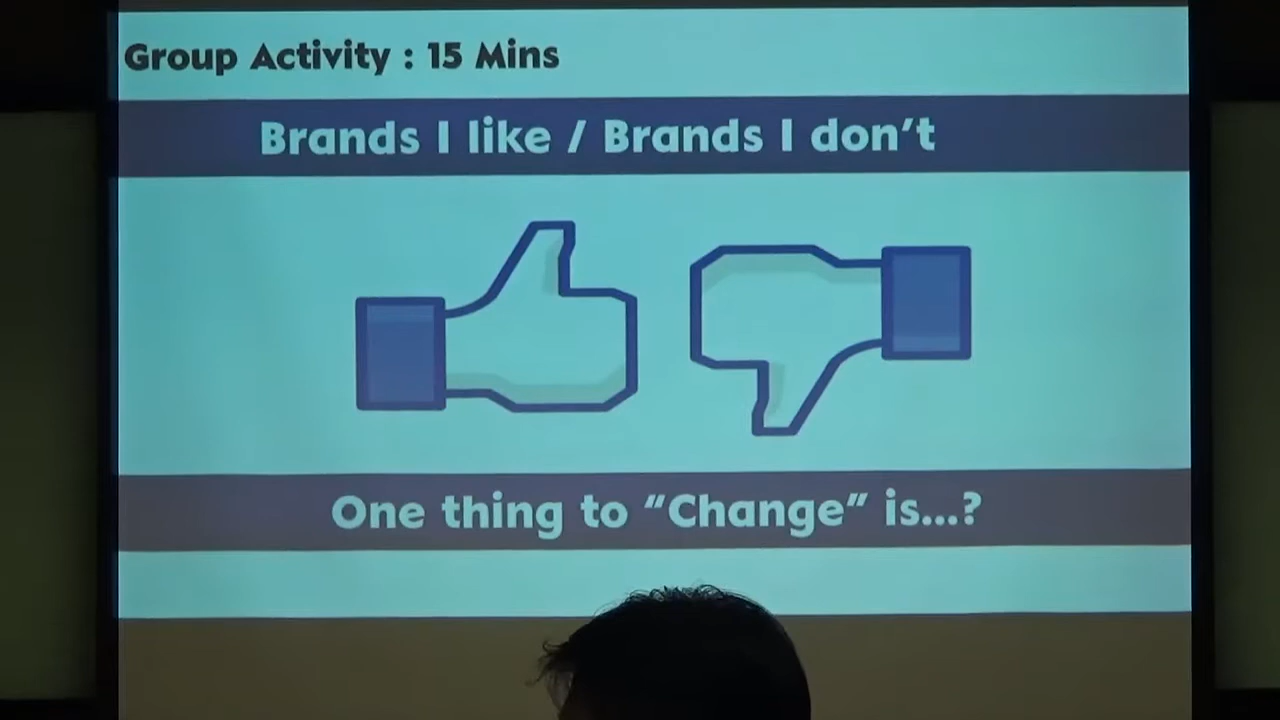 Group Activity : 15 Mins
Brands I like / Brands I don’t
One thing to “Change” is...?